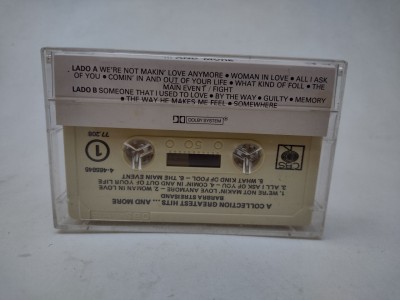 LADO A WE'RE NOT MAKIN' LOVE ANYMORE • WOMAN IN LOVE • ALL I ASK
OF YOU • COMIN' IN AND OUT OF YOUR LIFE • WHAT KIND OF FOLL • THE
MAIN EVENT / FIGHT
LADO B SOMEONE THAT I USED TO LOVE • BY THE WAY • GUILTY • MEMORY
• THE WAY HE MAKES ME FEEL • SOMEWHERE
DOLBY SYSTEM
A COLLECTION GREATEST HITS ...AND MORE
BARBRA STREISAND
1. WE'RE NOT MAKIN' LOVE ANYMORE – 2. WOMAN IN LOVE
3. ALL I ASK OF YOU – 4. COMIN' IN AND OUT OF YOUR LIFE
5. WHAT KIND OF FOOL – 6. THE MAIN EVENT
CBS
1
4-465845
77.206